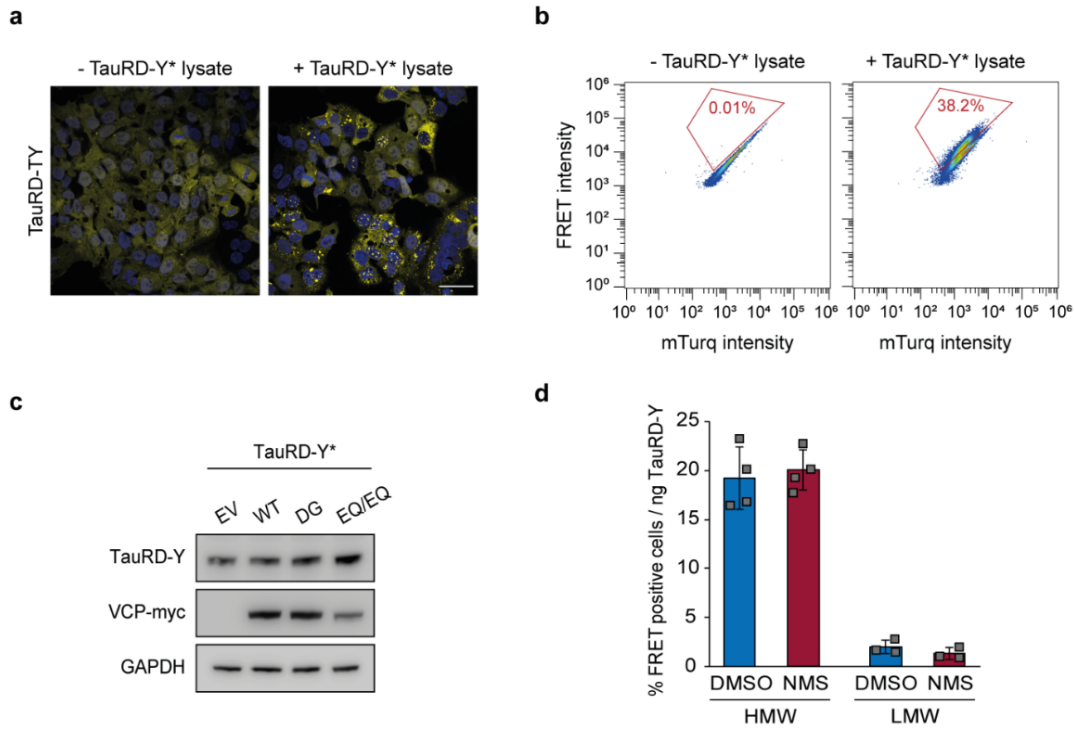 a
- TauRD-Y* lysate
+ TauRD-Y* lysate
TauRD-TY
b
- TauRD-Y* lysate
+ TauRD-Y* lysate
FRET intensity
10⁶
10⁵
10⁴
10³
10²
10¹
10⁰
0.01%
38.2%
10⁰ 10¹ 10² 10³ 10⁴ 10⁵ 10⁶
10⁰ 10¹ 10² 10³ 10⁴ 10⁵ 10⁶
mTurq intensity
mTurq intensity
c
TauRD-Y*
EV WT DG EQ/EQ
TauRD-Y
VCP-myc
GAPDH
d
% FRET positive cells / ng TauRD-Y
25
20
15
10
5
0
DMSO NMS DMSO NMS
HMW LMW